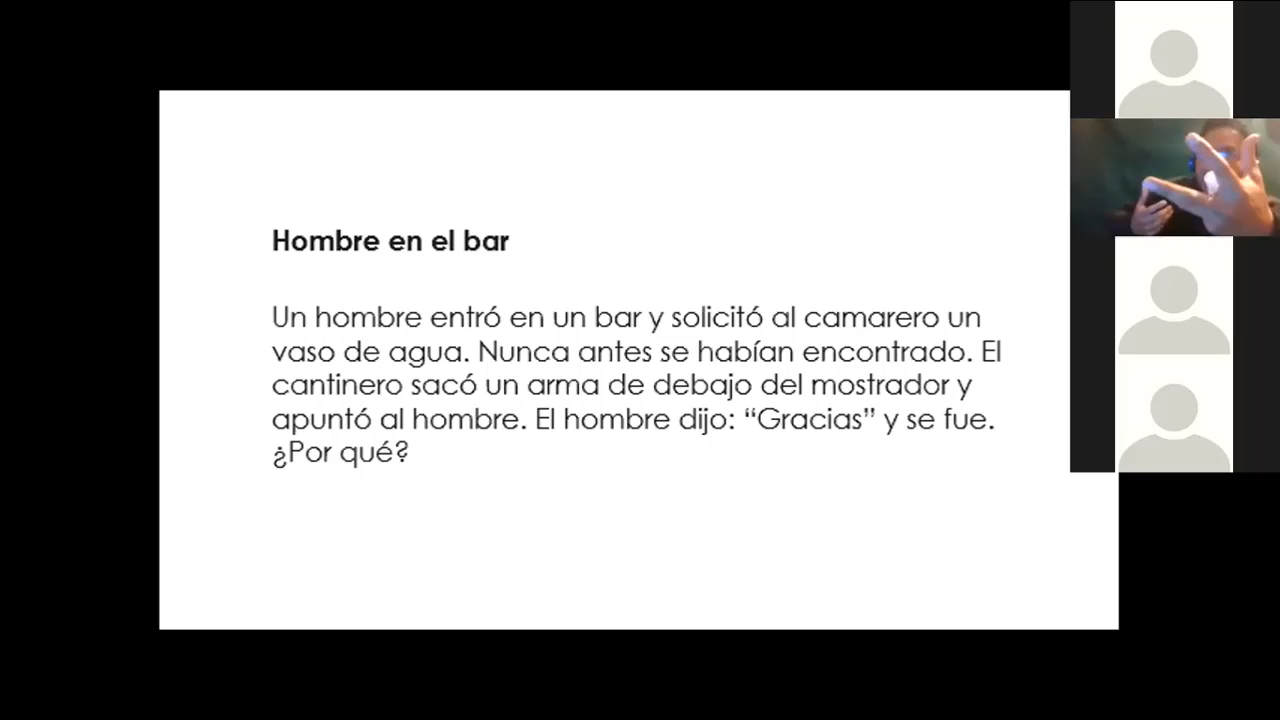 Hombre en el bar
Un hombre entró en un bar y solicitó al camarero un
vaso de agua. Nunca antes se habían encontrado. El
cantinero sacó un arma de debajo del mostrador y
apuntó al hombre. El hombre dijo: “Gracias” y se fue.
¿Por qué?